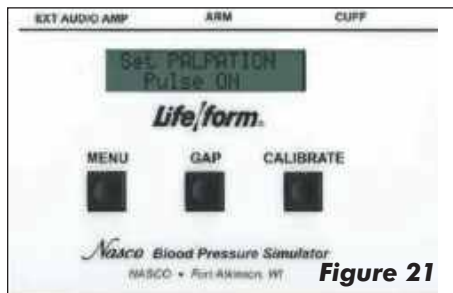 EXT AUDIO AMP ARM CUFF
Set PALPATION
Pulse ON
Life/form®
MENU GAP CALIBRATE
Nasco Blood Pressure Simulator
NASCO • Fort Atkinson, WI
Figure 21